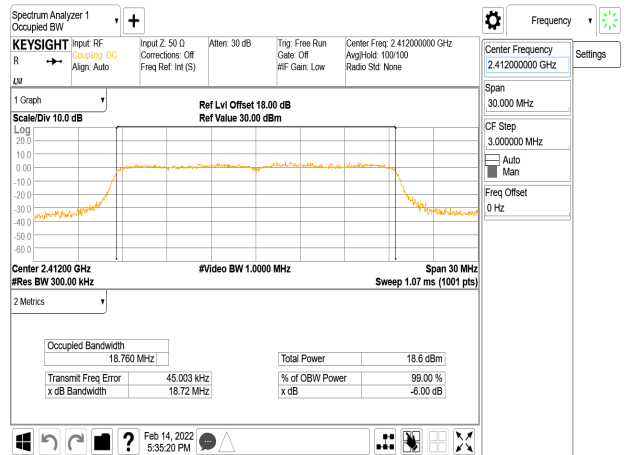 Spectrum Analyzer 1
Occupied BW
Frequency
KEYSIGHT
R
Input: RF
Coupling: DC
Align: Auto
Input Z: 50 Ω
Corrections: Off
Freq Ref: Int (S)
Atten: 30 dB
Trig: Free Run
Gate: Off
#IF Gain: Low
Center Freq: 2.412000000 GHz
Avg|Hold: 100/100
Radio Std: None
Center Frequency
2.412000000 GHz
Settings
Span
30.000 MHz
CF Step
3.000000 MHz
Auto
Man
Freq Offset
0 Hz
1 Graph
Scale/Div 10.0 dB
Ref Lvl Offset 18.00 dB
Ref Value 30.00 dBm
Log
20.0
10.0
0.00
-10.0
-20.0
-30.0
-40.0
-50.0
-60.0
Center 2.41200 GHz
#Video BW 1.0000 MHz
Span 30 MHz
#Res BW 300.00 kHz
Sweep 1.07 ms (1001 pts)
2 Metrics
Occupied Bandwidth
18.760 MHz
Total Power 18.6 dBm
Transmit Freq Error 45.003 kHz
% of OBW Power 99.00 %
x dB Bandwidth 18.72 MHz
x dB -6.00 dB
Feb 14, 2022
5:35:20 PM